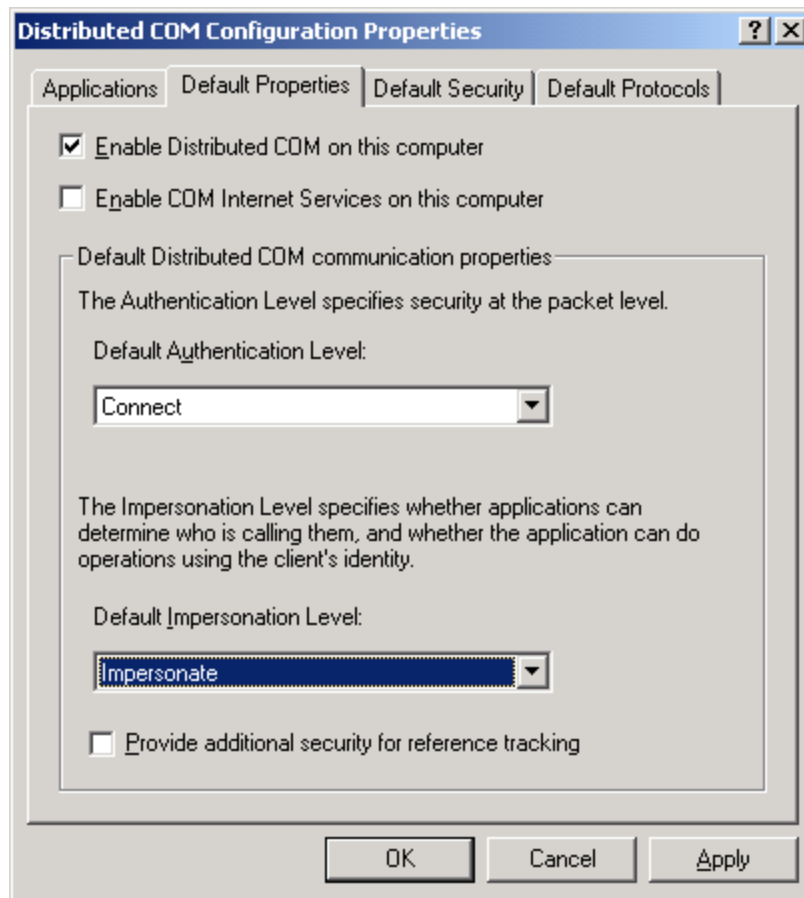 Distributed COM Configuration Properties
Applications Default Properties Default Security Default Protocols
Enable Distributed COM on this computer
Enable COM Internet Services on this computer
Default Distributed COM communication properties
The Authentication Level specifies security at the packet level.
Default Authentication Level:
Connect
The Impersonation Level specifies whether applications can
determine who is calling them, and whether the application can do
operations using the client's identity.
Default Impersonation Level:
Impersonate
Provide additional security for reference tracking
OK Cancel Apply